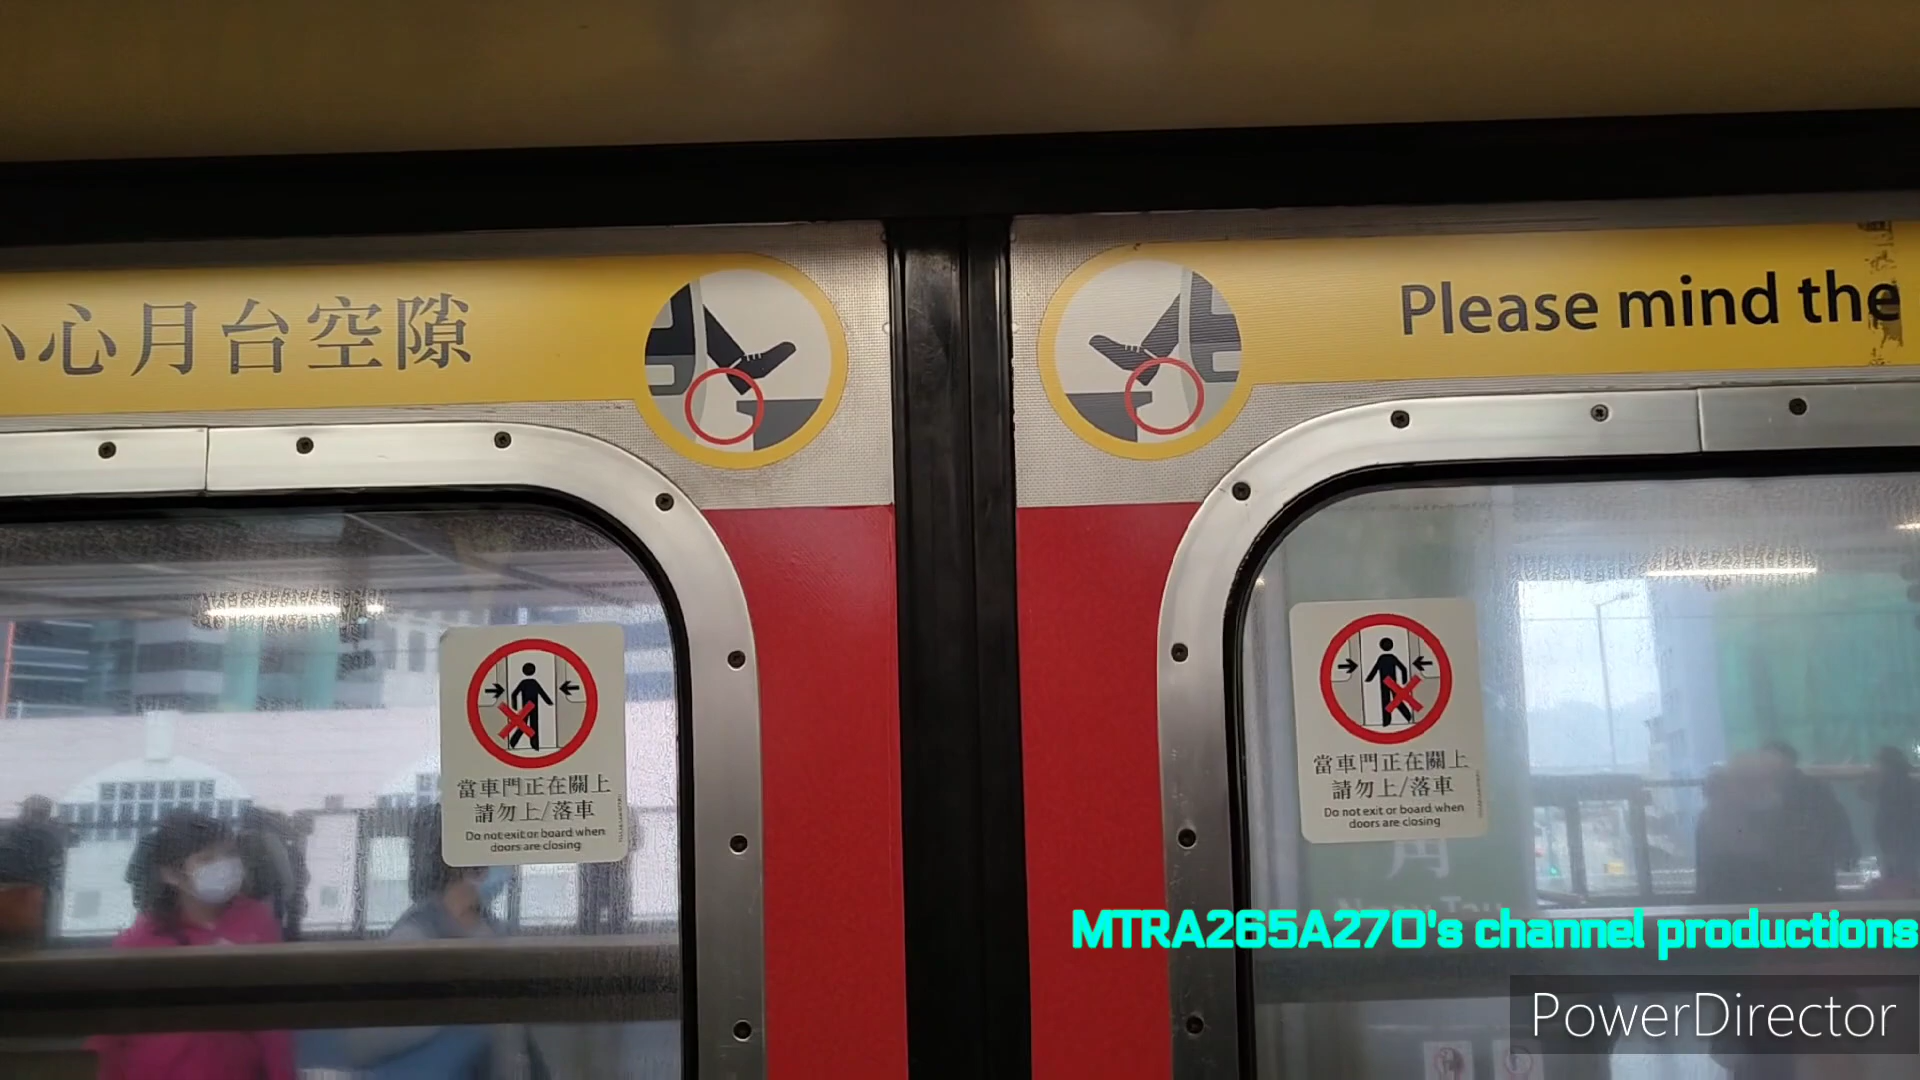 小心月台空隙
Please mind the
當車門正在關上
請勿上/落車
Do not exit or board when
doors are closing
當車門正在關上
請勿上/落車
Do not exit or board when
doors are closing
角
MTRA265A270's channel productions
PowerDirector